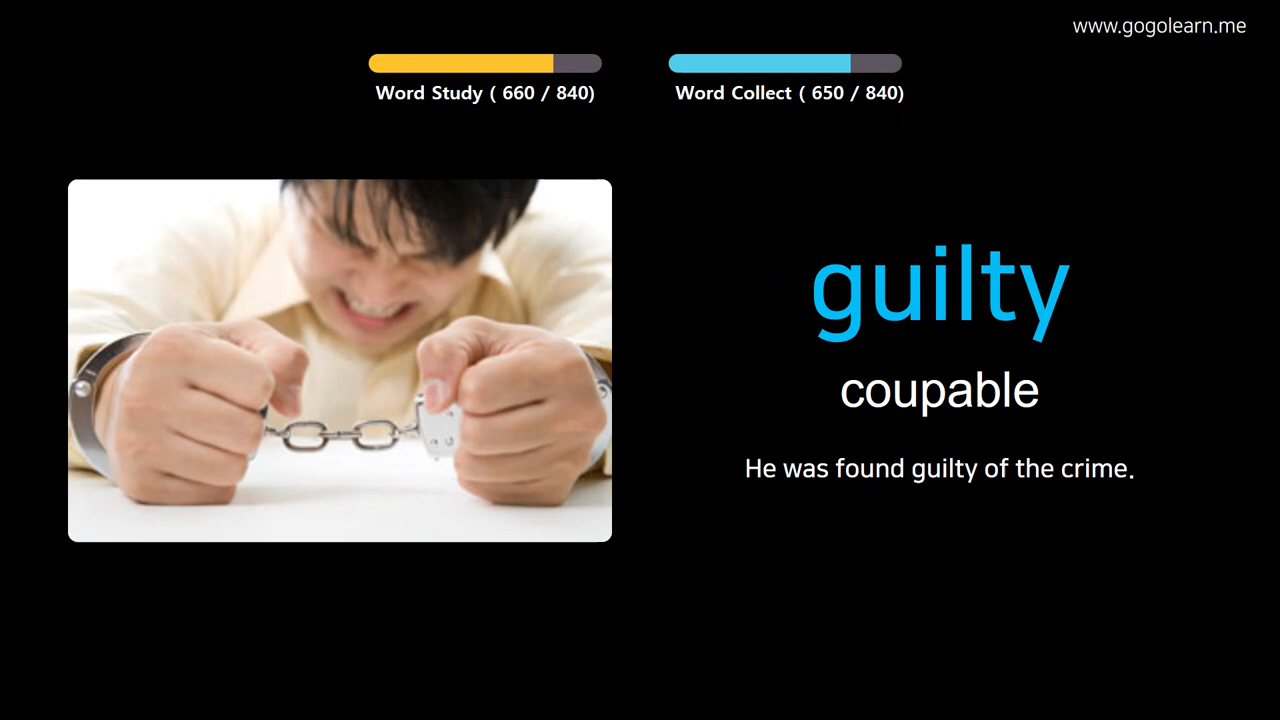 www.gogolearn.me
Word Study ( 660 / 840)
Word Collect ( 650 / 840)
guilty
coupable
He was found guilty of the crime.